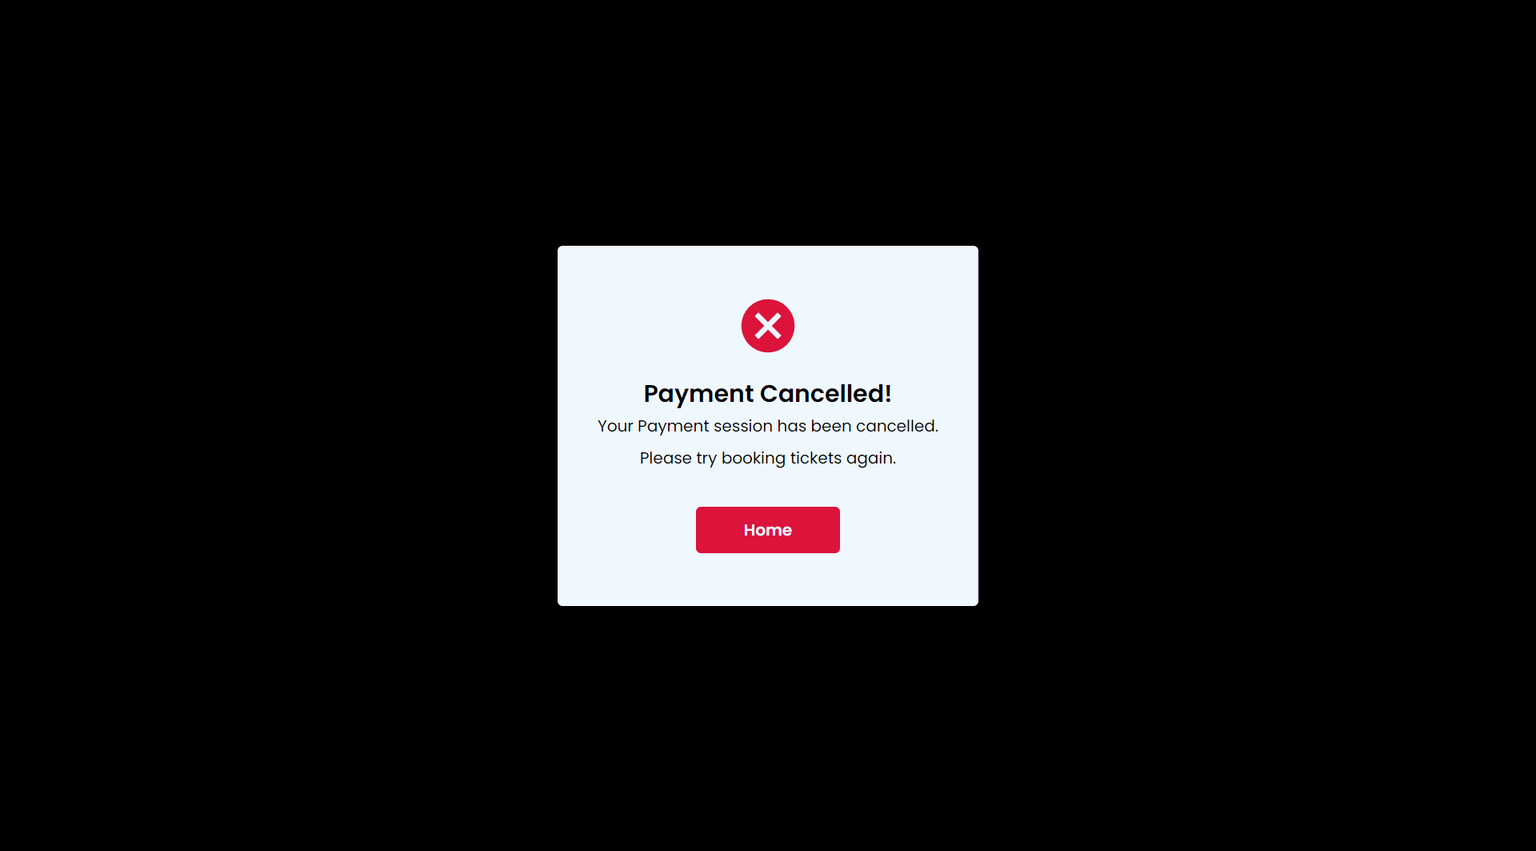 Payment Cancelled!
Your Payment session has been cancelled.
Please try booking tickets again.
Home